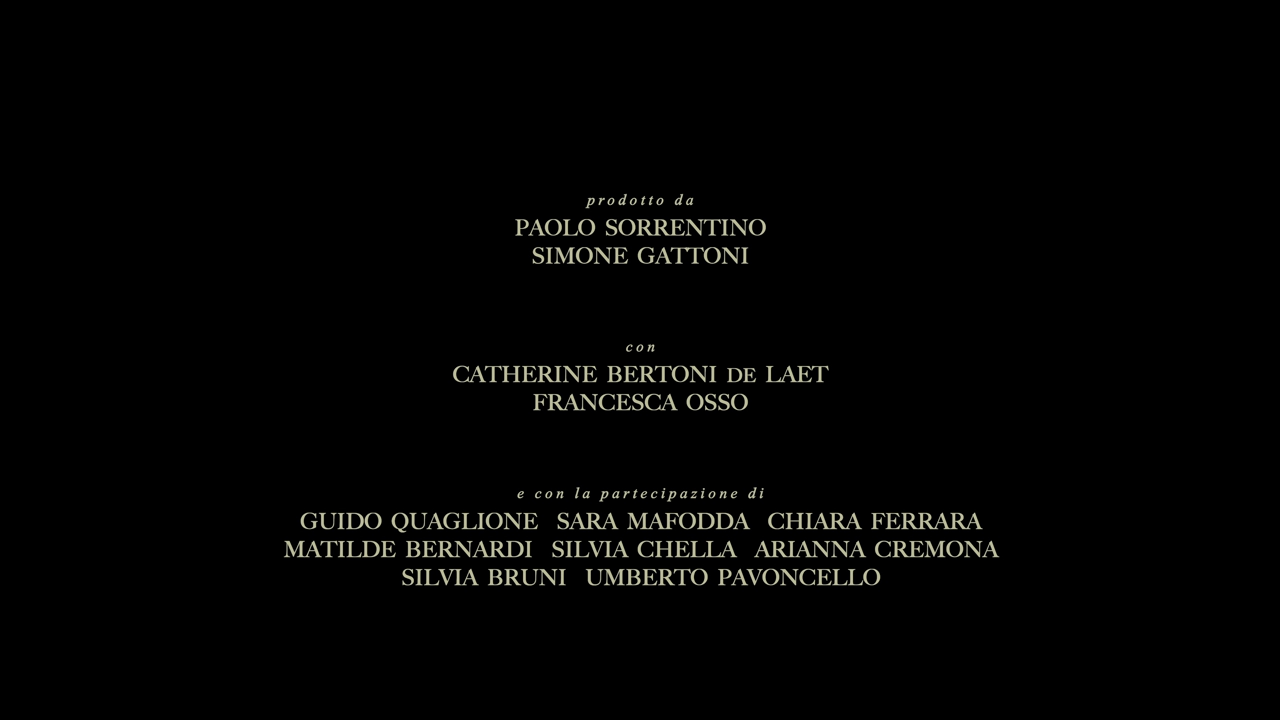 prodotto da
PAOLO SORRENTINO
SIMONE GATTONI
con
CATHERINE BERTONI DE LAET
FRANCESCA OSSO
e con la partecipazione di
GUIDO QUAGLIONE SARA MAFODDA CHIARA FERRARA
MATILDE BERNARDI SILVIA CHELLA ARIANNA CREMONA
SILVIA BRUNI UMBERTO PAVONCELLO